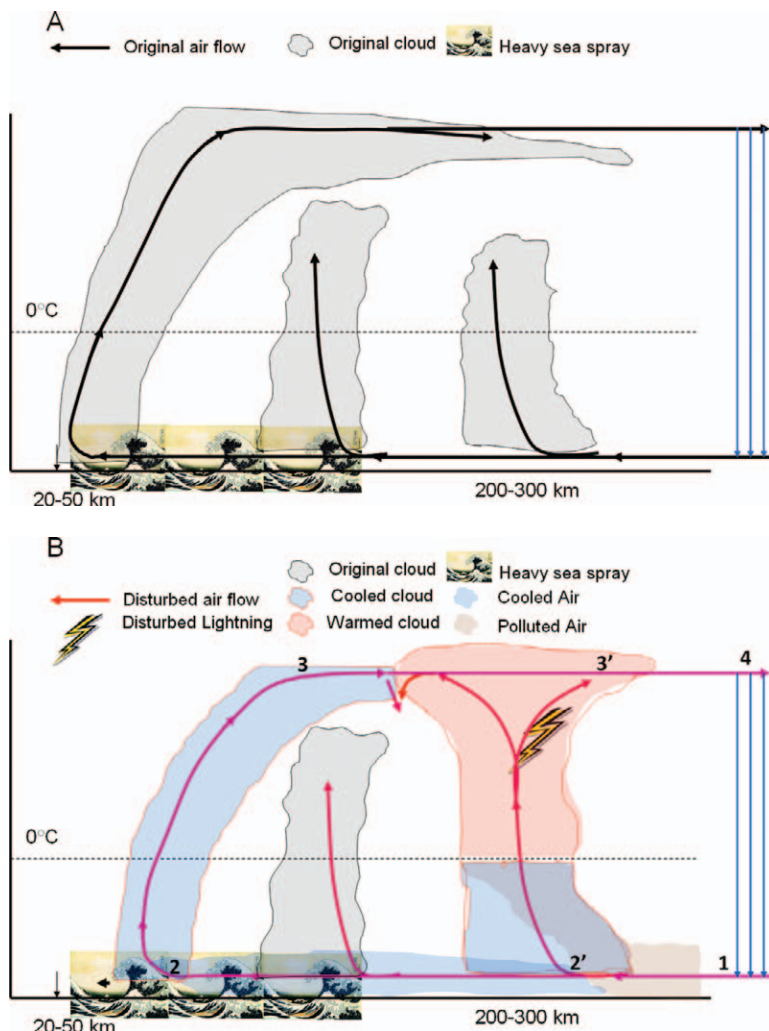 A
Original air flow Original cloud Heavy sea spray
0°C
20-50 km 200-300 km
B
Original cloud Heavy sea spray
Disturbed air flow Cooled cloud Cooled Air
Disturbed Lightning Warmed cloud Polluted Air
3 3' 4
0°C
2 2' 1
20-50 km 200-300 km